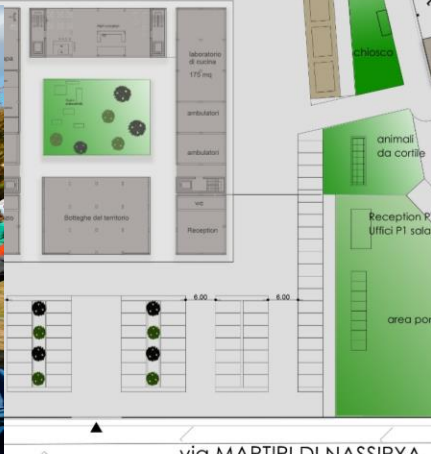 laboratorio
di cucina
175 mq
chiosco
ambulatori
ambulatori
animali
da cortile
wc
Botteghe del territorio
Reception
Reception P
Uffici P1 sala
6.00
6.00
area por
via MARTIRI DI NASSIRYA